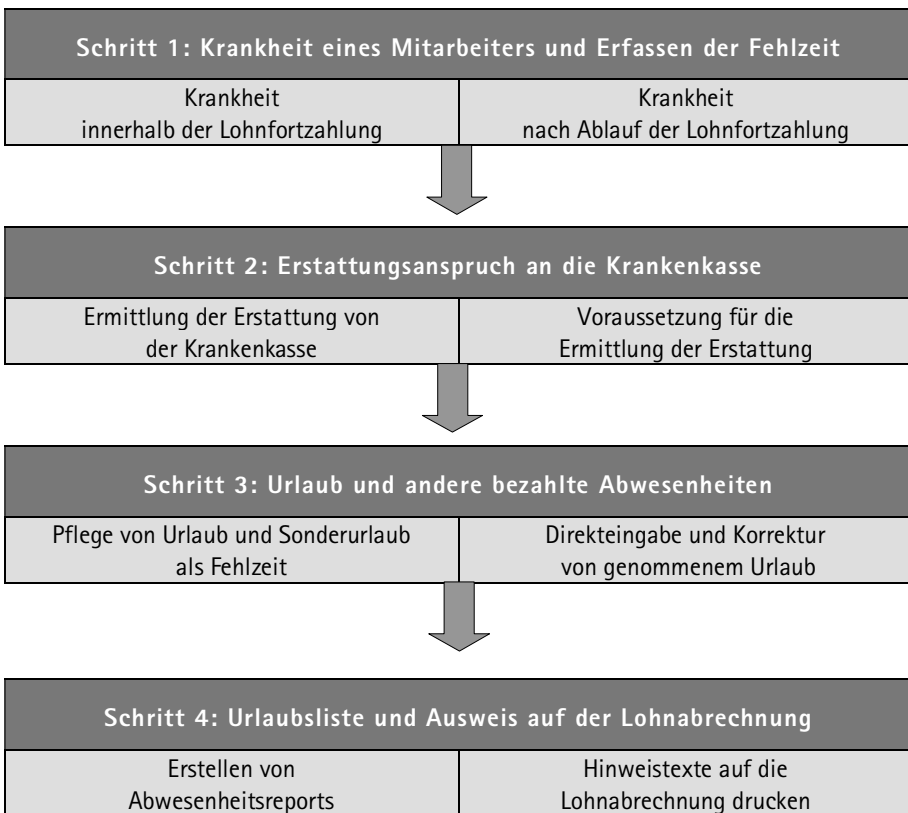 Schritt 1: Krankheit eines Mitarbeiters und Erfassen der Fehlzeit
Krankheit
innerhalb der Lohnfortzahlung
Krankheit
nach Ablauf der Lohnfortzahlung
Schritt 2: Erstattungsanspruch an die Krankenkasse
Ermittlung der Erstattung von
der Krankenkasse
Voraussetzung für die
Ermittlung der Erstattung
Schritt 3: Urlaub und andere bezahlte Abwesenheiten
Pflege von Urlaub und Sonderurlaub
als Fehlzeit
Direkteingabe und Korrektur
von genommenem Urlaub
Schritt 4: Urlaubsliste und Ausweis auf der Lohnabrechnung
Erstellen von
Abwesenheitsreports
Hinweistexte auf die
Lohnabrechnung drucken